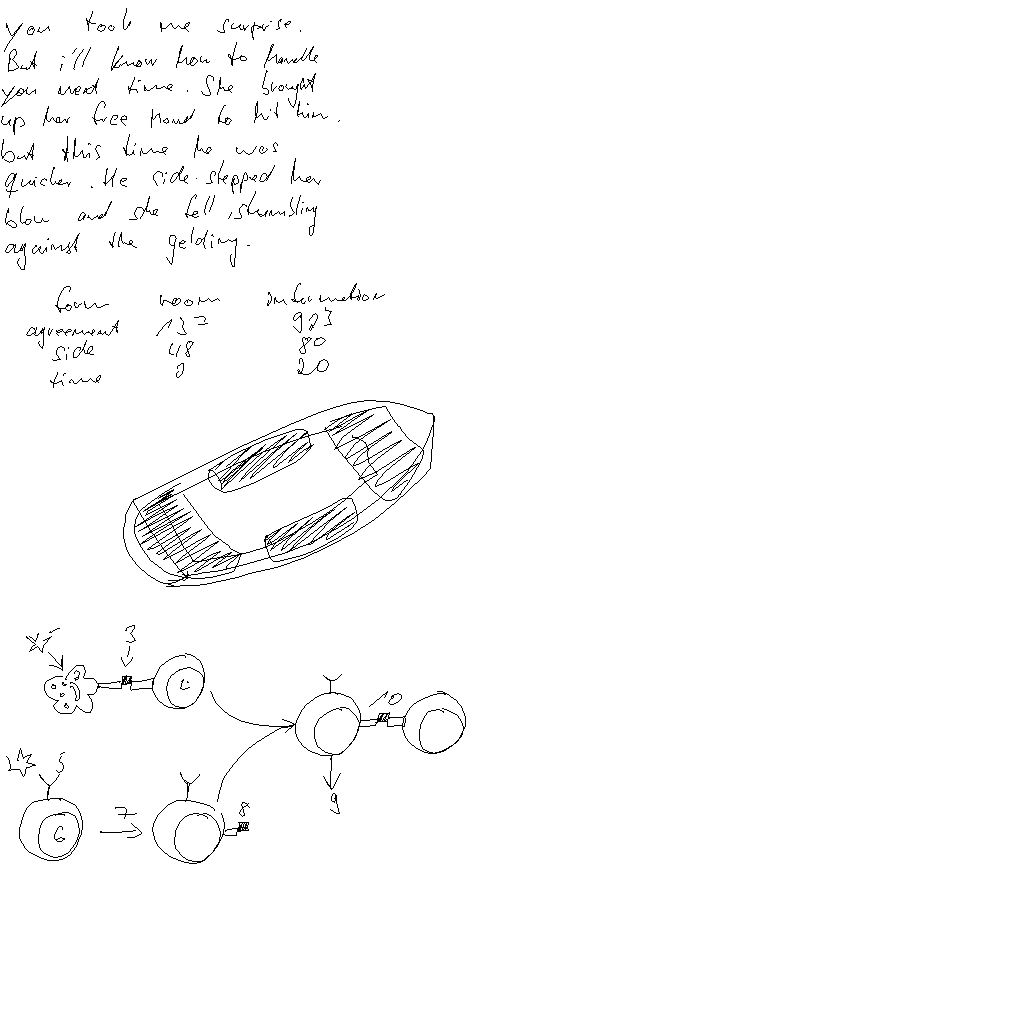 you took me surprise.
But i'll know how to handle
you next time. She brought
up her free hand to hit him.
but this time he was
quicker. He side-stepped her
blow and she fell, stumbling
against the gelding.
form room information
agreement 137 923
side 48 80
time 0 20
3
2
10
5
8
7
6
9